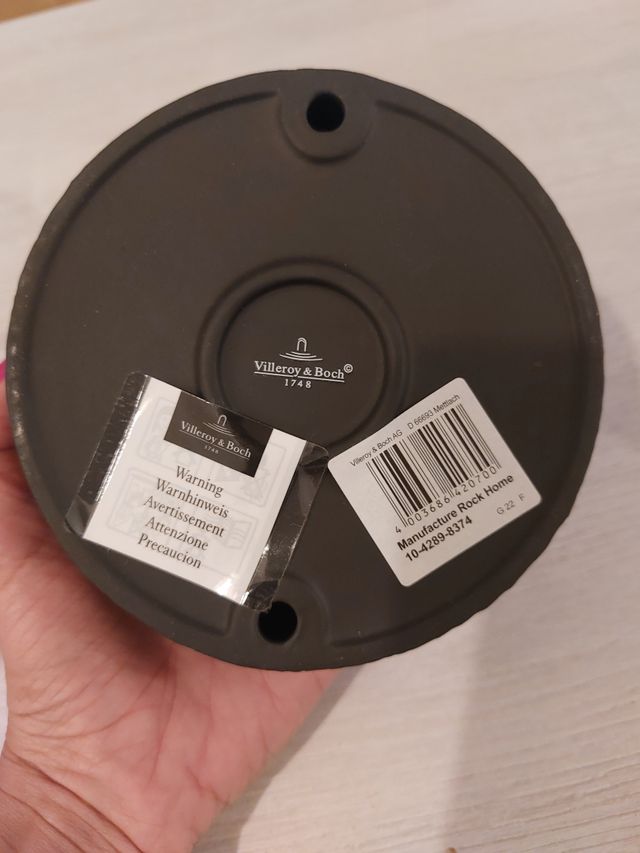 Villeroy & Boch©
1748
Villeroy & Boch
1748
Warning
Warnhinweis
Avertissement
Attenzione
Precaucion
Villeroy & Boch AG D 66693 Mettlach
4 003686 420700
Manufacture Rock Home
10-4289-8374
G 22 F